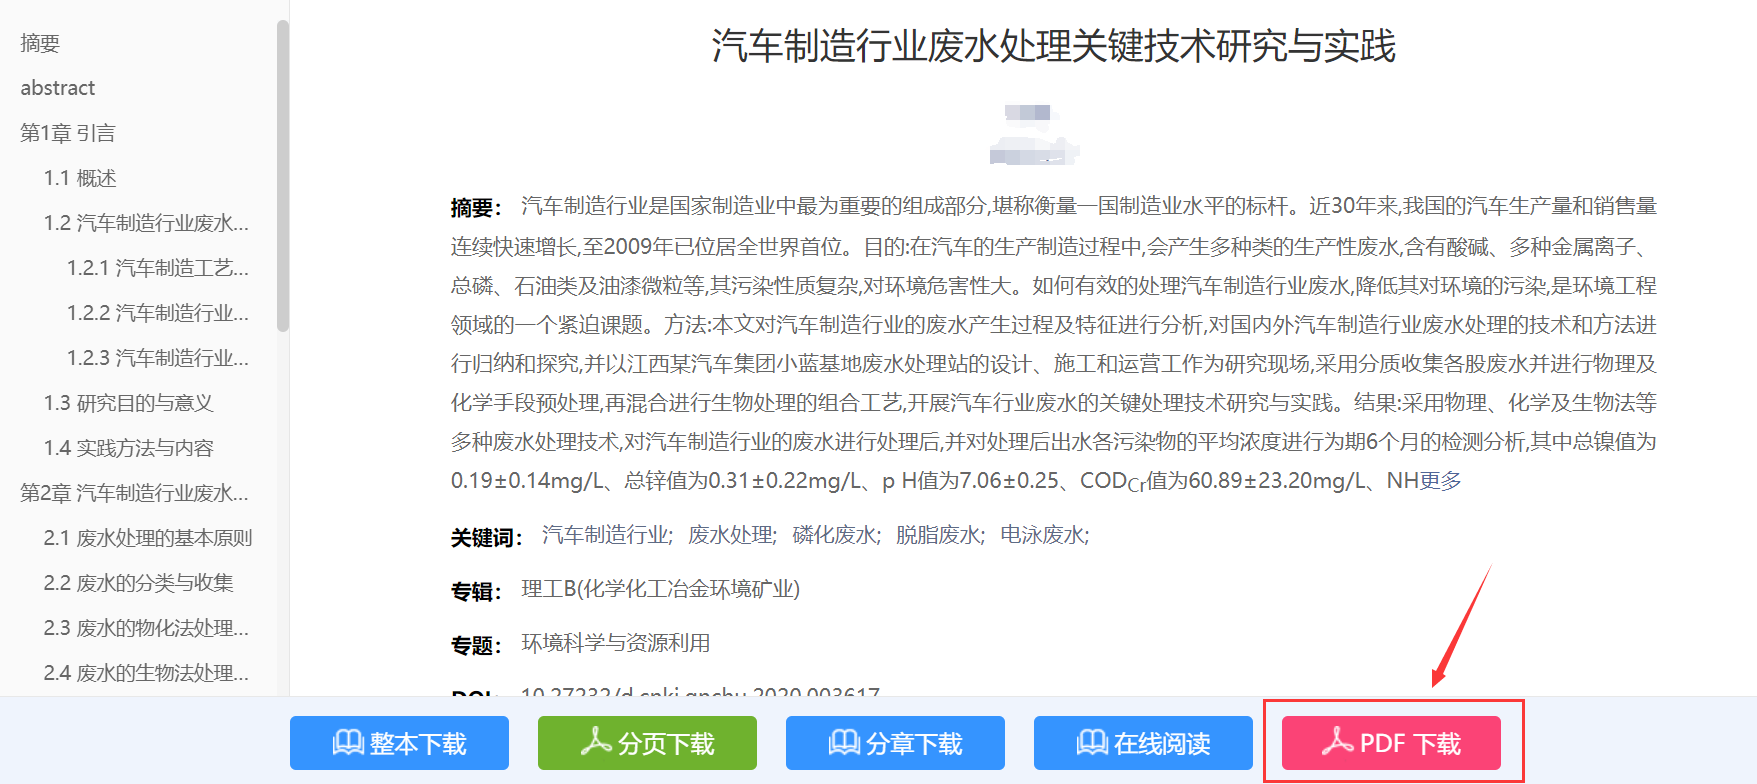 摘要
abstract
第1章 引言
1.1 概述
1.2 汽车制造行业废水...
1.2.1 汽车制造工艺...
1.2.2 汽车制造行业...
1.2.3 汽车制造行业...
1.3 研究目的与意义
1.4 实践方法与内容
第2章 汽车制造行业废水...
2.1 废水处理的基本原则
2.2 废水的分类与收集
2.3 废水的物化法处理...
2.4 废水的生物法处理...
汽车制造行业废水处理关键技术研究与实践
摘要： 汽车制造行业是国家制造业中最为重要的组成部分,堪称衡量一国制造业水平的标杆。近30年来,我国的汽车生产量和销售量
连续快速增长,至2009年已位居全世界首位。目的:在汽车的生产制造过程中,会产生多种类的生产性废水,含有酸碱、多种金属离子、
总磷、石油类及油漆微粒等,其污染性质复杂,对环境危害性大。如何有效的处理汽车制造行业废水,降低其对环境的污染,是环境工程
领域的一个紧迫课题。方法:本文对汽车制造行业的废水产生过程及特征进行分析,对国内外汽车制造行业废水处理的技术和方法进
行归纳和探究,并以江西某汽车集团小蓝基地废水处理站的设计、施工和运营工作为研究现场,采用分质收集各股废水并进行物理及
化学手段预处理,再混合进行生物处理的组合工艺,开展汽车行业废水的关键处理技术研究与实践。结果:采用物理、化学及生物法等
多种废水处理技术,对汽车制造行业的废水进行处理后,并对处理后出水各污染物的平均浓度进行为期6个月的检测分析,其中总镍值为
0.19±0.14mg/L、总锌值为0.31±0.22mg/L、p H值为7.06±0.25、CODCr值为60.89±23.20mg/L、NH更多
关键词： 汽车制造行业; 废水处理; 磷化废水; 脱脂废水; 电泳废水;
专辑： 理工B(化学化工冶金环境矿业)
专题： 环境科学与资源利用
DOI： 10.27232/d.cnki.gnchu.2020.003617
整本下载
分页下载
分章下载
在线阅读
PDF 下载